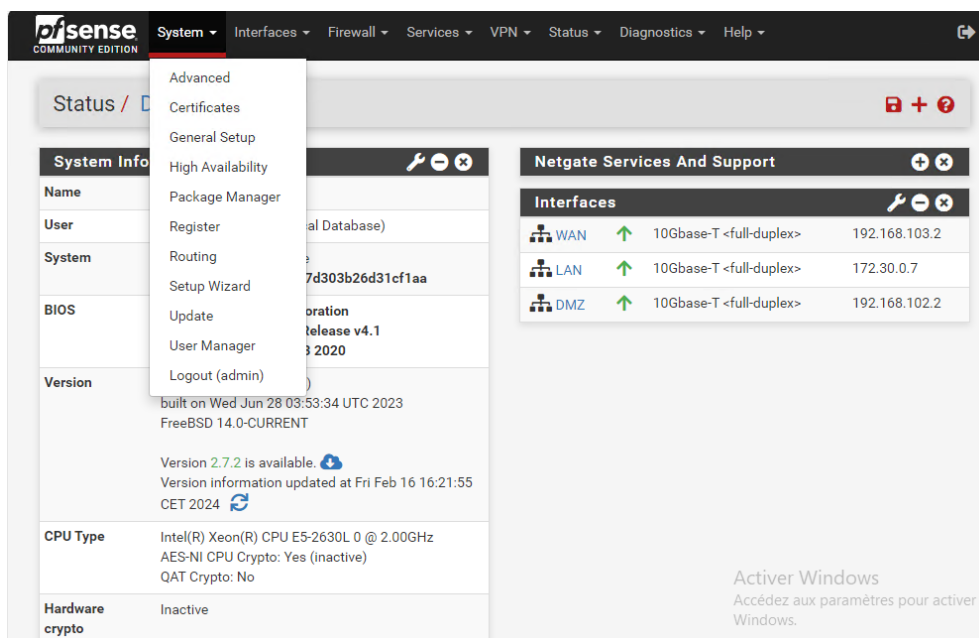 pfsense
COMMUNITY EDITION
System Interfaces Firewall Services VPN Status Diagnostics Help
Advanced
Certificates
General Setup
High Availability
Package Manager
Register
Routing
Setup Wizard
Update
User Manager
Logout (admin)
Status /
System Info
Name
User
al Database)
System
7d303b26d31cf1aa
BIOS
oration
Release v4.1
2020
Version
built on Wed Jun 28 03:53:34 UTC 2023
FreeBSD 14.0-CURRENT
Version 2.7.2 is available.
Version information updated at Fri Feb 16 16:21:55
CET 2024
CPU Type
Intel(R) Xeon(R) CPU E5-2630L 0 @ 2.00GHz
AES-NI CPU Crypto: Yes (inactive)
QAT Crypto: No
Hardware
crypto
Inactive
Netgate Services And Support
Interfaces
WAN 10Gbase-T <full-duplex> 192.168.103.2
LAN 10Gbase-T <full-duplex> 172.30.0.7
DMZ 10Gbase-T <full-duplex> 192.168.102.2
Activer Windows
Accédez aux paramètres pour activer
Windows.